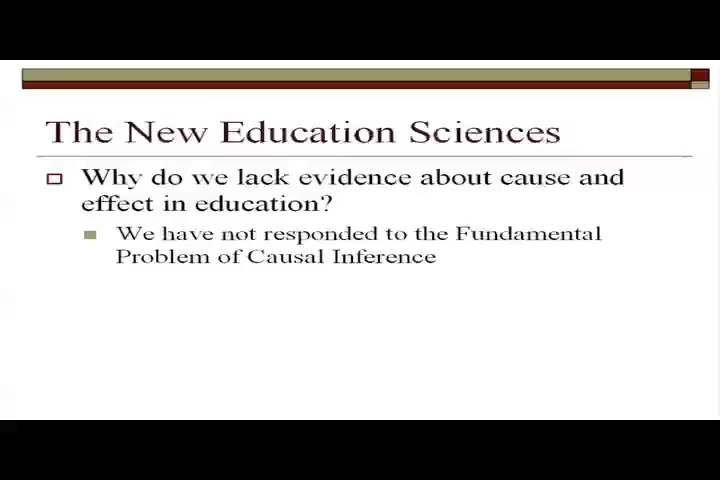 The New Education Sciences
Why do we lack evidence about cause and
effect in education?
We have not responded to the Fundamental
Problem of Causal Inference